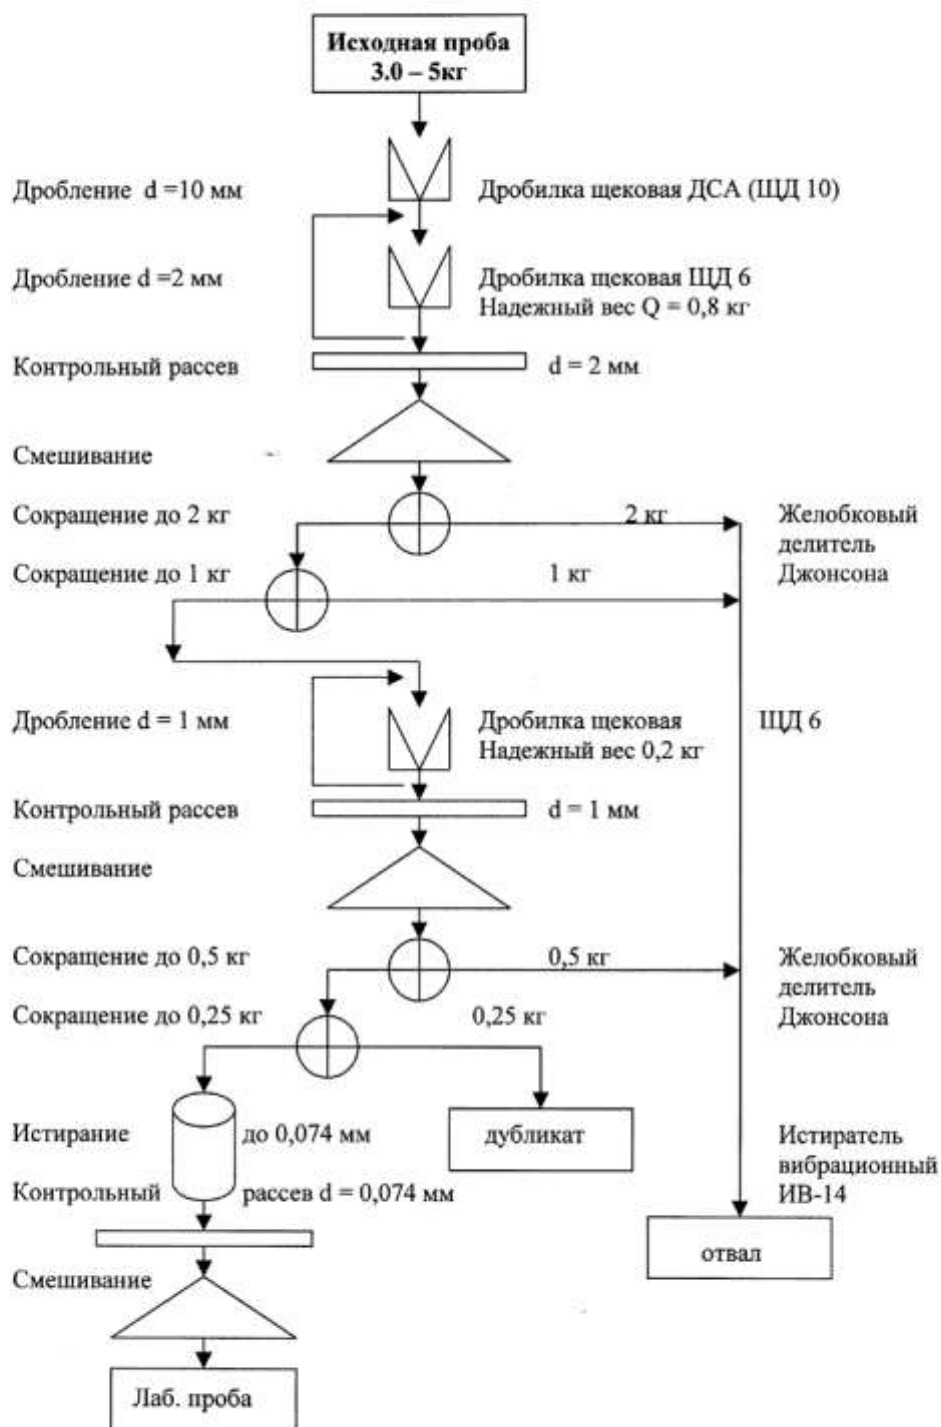 Исходная проба
3.0 – 5кг
Дробление d =10 мм
Дробилка щековая ДСА (ЩД 10)
Дробление d =2 мм
Дробилка щековая ЩД 6
Надежный вес Q = 0,8 кг
Контрольный рассев
d = 2 мм
Смешивание
Сокращение до 2 кг
2 кг
Желобковый
делитель
Джонсона
Сокращение до 1 кг
1 кг
Дробление d = 1 мм
Дробилка щековая
Надежный вес 0,2 кг
ЩД 6
Контрольный рассев
d = 1 мм
Смешивание
Сокращение до 0,5 кг
0,5 кг
Желобковый
делитель
Джонсона
Сокращение до 0,25 кг
0,25 кг
Истирание
до 0,074 мм
дубликат
Истиратель
вибрационный
ИВ-14
Контрольный
рассев d = 0,074 мм
отвал
Смешивание
Лаб. проба